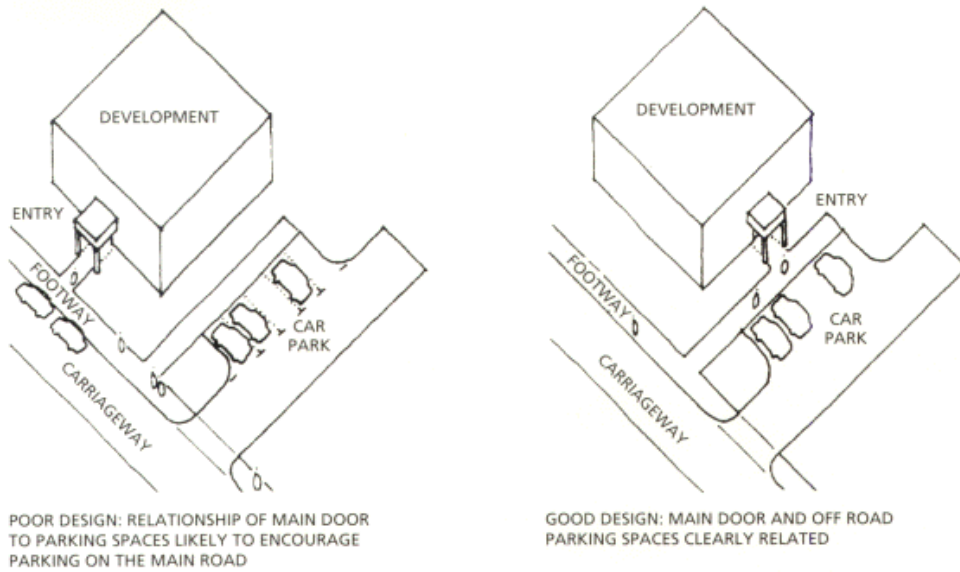 DEVELOPMENT
ENTRY
FOOTWAY
CAR
PARK
CARRIAGEWAY
POOR DESIGN: RELATIONSHIP OF MAIN DOOR
TO PARKING SPACES LIKELY TO ENCOURAGE
PARKING ON THE MAIN ROAD
DEVELOPMENT
ENTRY
FOOTWAY
CAR
PARK
CARRIAGEWAY
GOOD DESIGN: MAIN DOOR AND OFF ROAD
PARKING SPACES CLEARLY RELATED